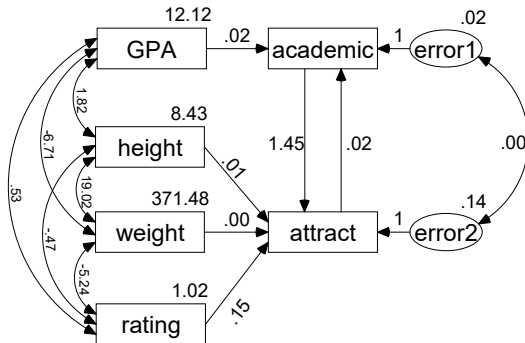 12.12
.02
GPA
.02
academic
1
error1
1.82
8.43
-6.71
height
.01
1.45
.02
.00
.53
19.02
371.48
.14
-.47
weight
.00
attract
1
error2
-5.24
1.02
.15
rating